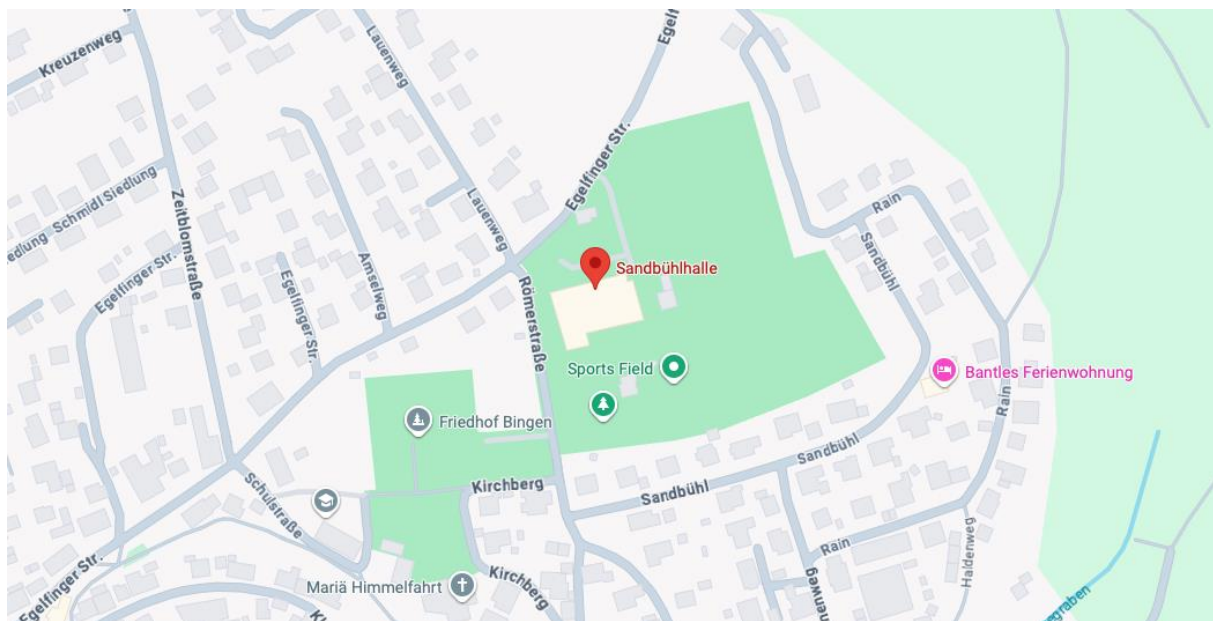 Kreuzenweg
Lauenweg
Egelfinger Str.
Schmidl Siedlung
Zeitblomstraße
Lauenweg
Rain
Sandbühl
Egelfinger Str.
Egelfinger Str.
Amselweg
Sandbühlhalle
Römerstraße
Sports Field
Bantles Ferienwohnung
Rain
Friedhof Bingen
Sandbühl
Kirchberg
Sandbühl
Schulstraße
Haldenweg
Rain
Egelfinger Str.
Mariä Himmelfahrt
Kirchberg